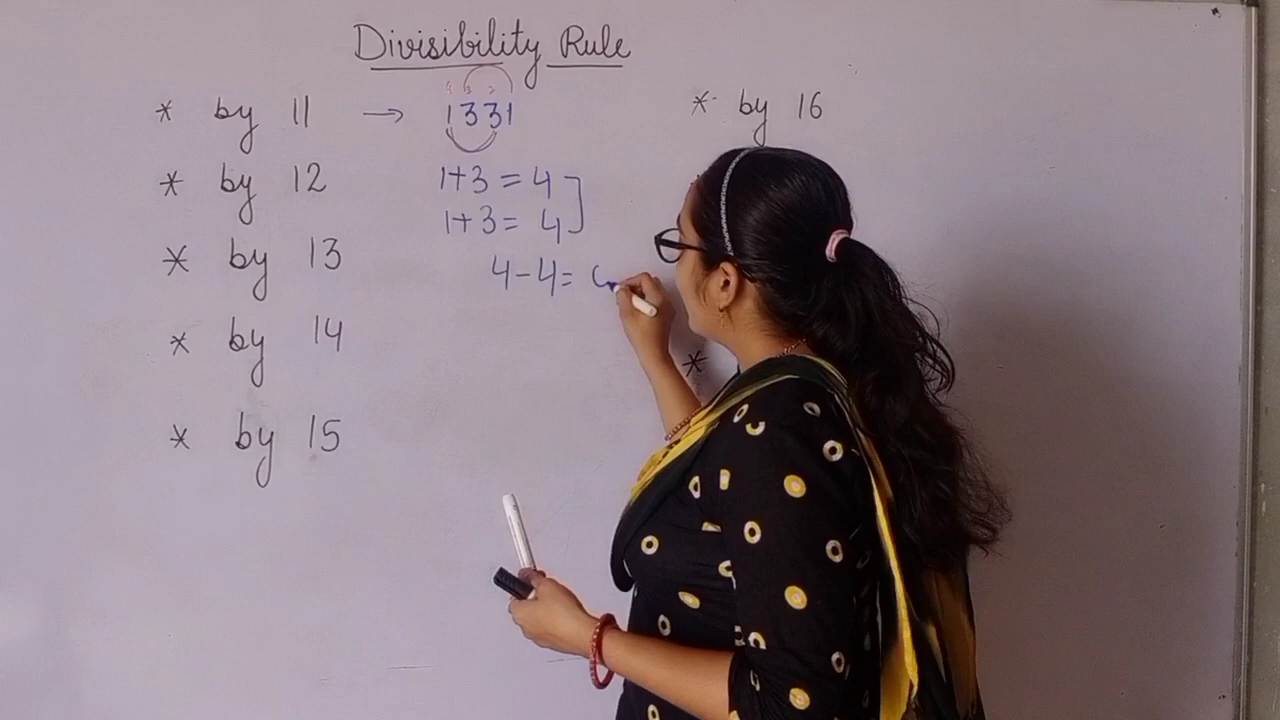 Divisibility Rule
* by 11 → 1331
1+3 = 4
1+3 = 4
4-4=
* by 12
* by 13
* by 14
* by 15
* by 16
*